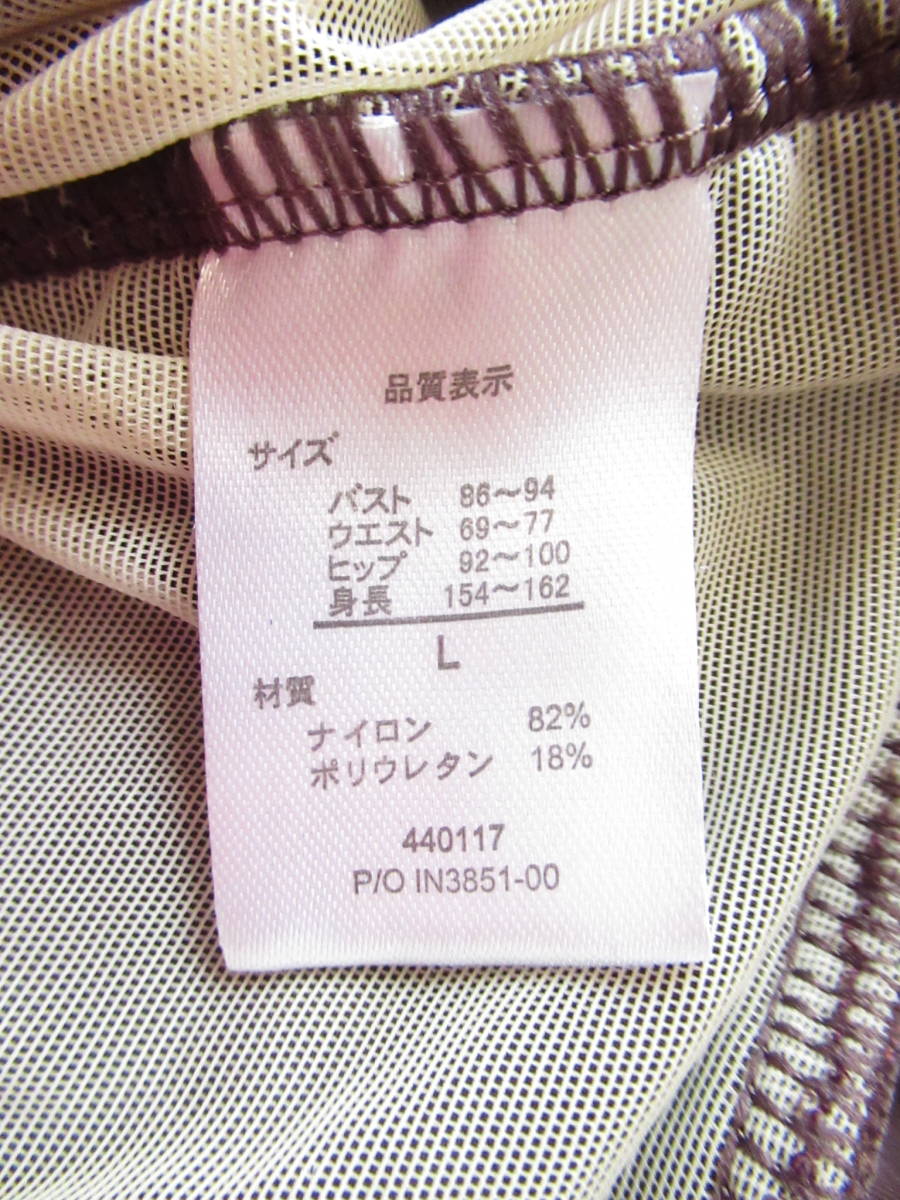 品質表示
サイズ
バスト 86～94
ウエスト 69～77
ヒップ 92～100
身長 154～162
L
材質
ナイロン 82%
ポリウレタン 18%
440117
P/O IN3851-00